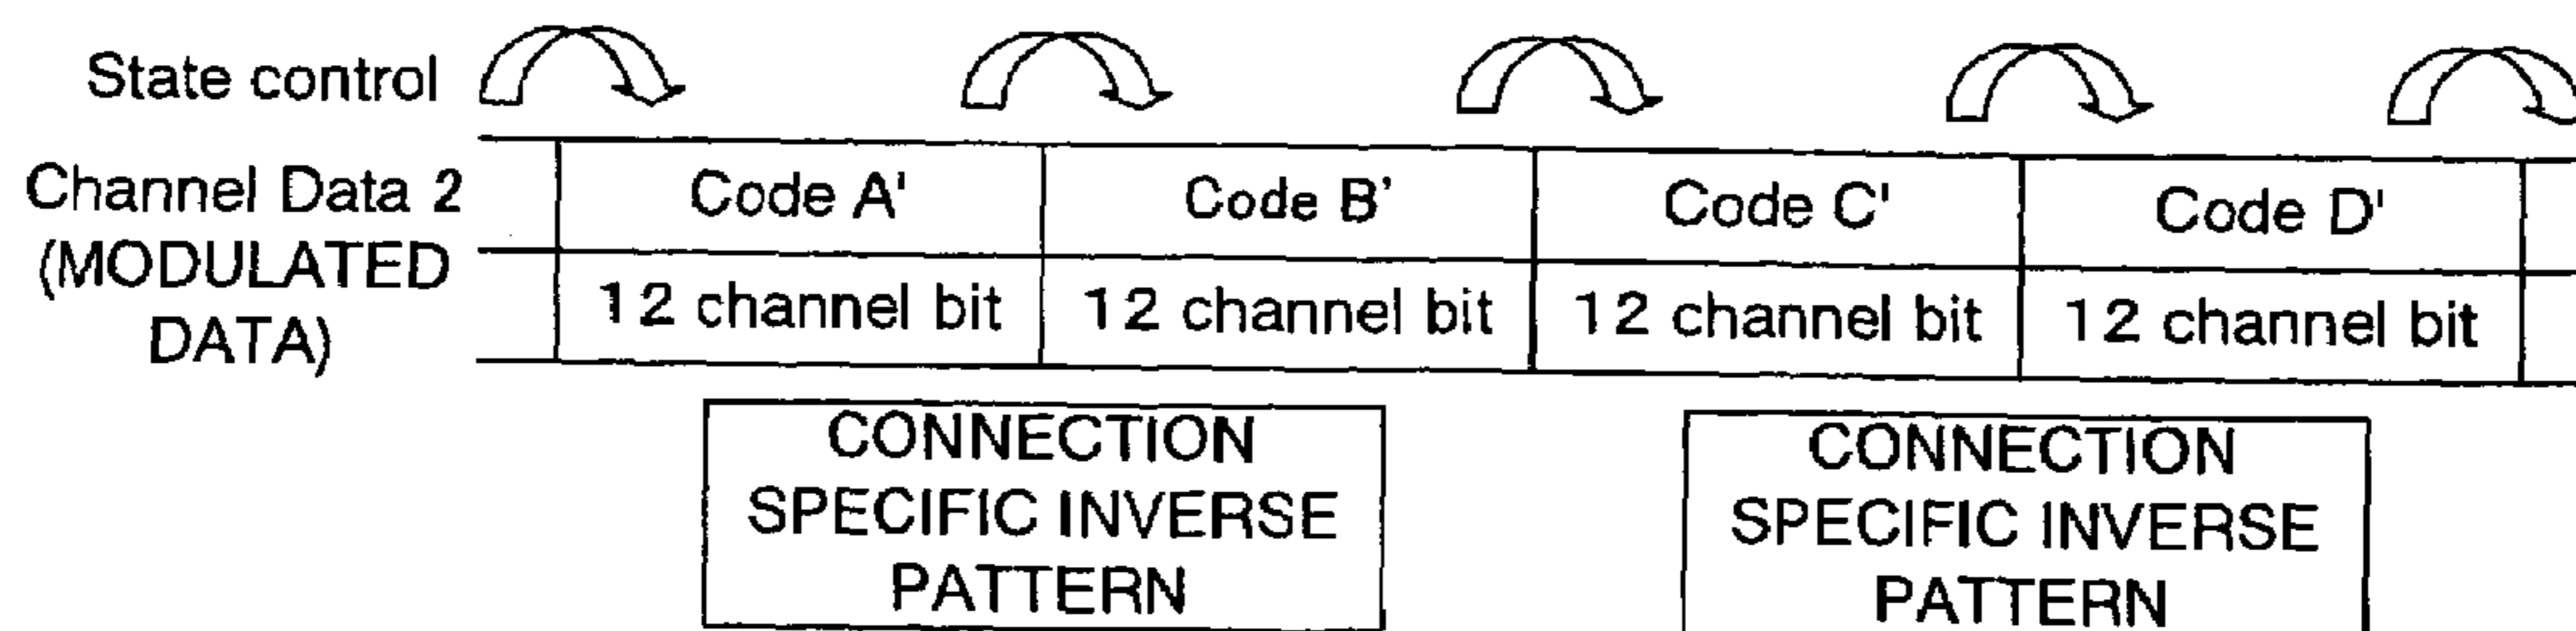 State control
Channel Data 2
(MODULATED
DATA)
Code A' Code B' Code C' Code D'
12 channel bit 12 channel bit 12 channel bit 12 channel bit
CONNECTION
SPECIFIC INVERSE
PATTERN
CONNECTION
SPECIFIC INVERSE
PATTERN